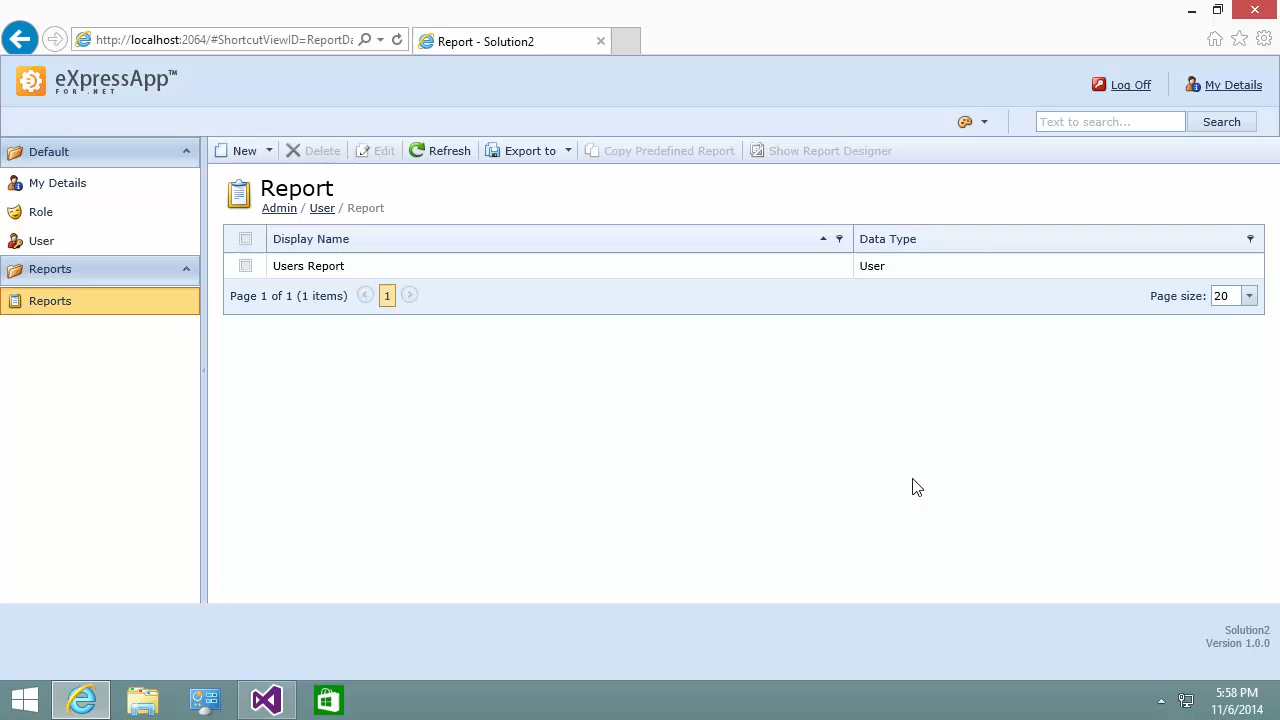 http://localhost:2064/#ShortcutViewID=ReportDa
Report - Solution2
eXpressApp™
FOR .NET
Log Off
My Details
Text to search...
Search
Default
My Details
Role
User
Reports
Reports
New
Delete
Edit
Refresh
Export to
Copy Predefined Report
Show Report Designer
Report
Admin / User / Report
Display Name
Data Type
Users Report
User
Page 1 of 1 (1 items)
1
Page size:
20
Solution2
Version 1.0.0
5:58 PM
11/6/2014